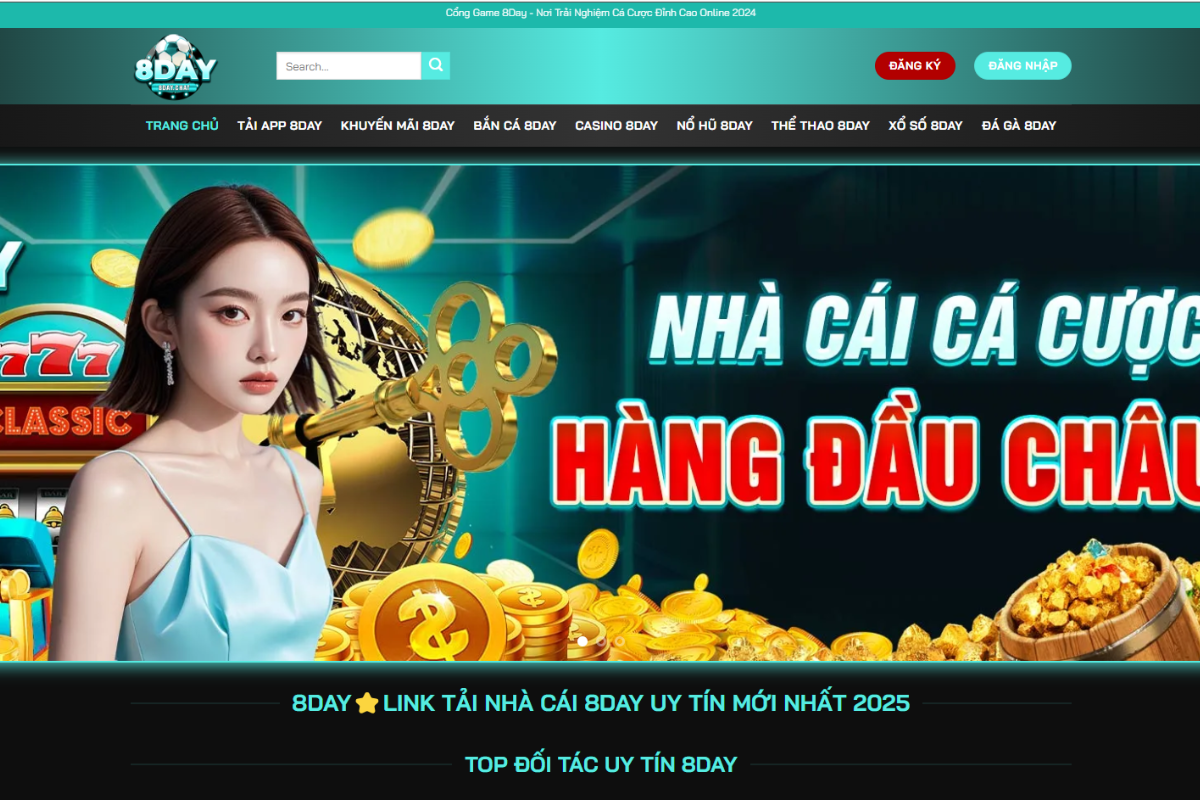 Cổng Game 8Day - Nơi Trải Nghiệm Cá Cược Đỉnh Cao Online 2024
8DAY
8DAY.CHAT
Search...
ĐĂNG KÝ
ĐĂNG NHẬP
TRANG CHỦ TẢI APP 8DAY KHUYẾN MÃI 8DAY BẮN CÁ 8DAY CASINO 8DAY NỔ HŨ 8DAY THỂ THAO 8DAY XỔ SỐ 8DAY ĐÁ GÀ 8DAY
Y
777
CLASSIC
NHÀ CÁI CÁ CƯỢC
HÀNG ĐẦU CHÂU
8DAY⭐LINK TẢI NHÀ CÁI 8DAY UY TÍN MỚI NHẤT 2025
TOP ĐỐI TÁC UY TÍN 8DAY